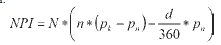 NPI = N * (n * (p_k - p_n) - d/360 * p_n)